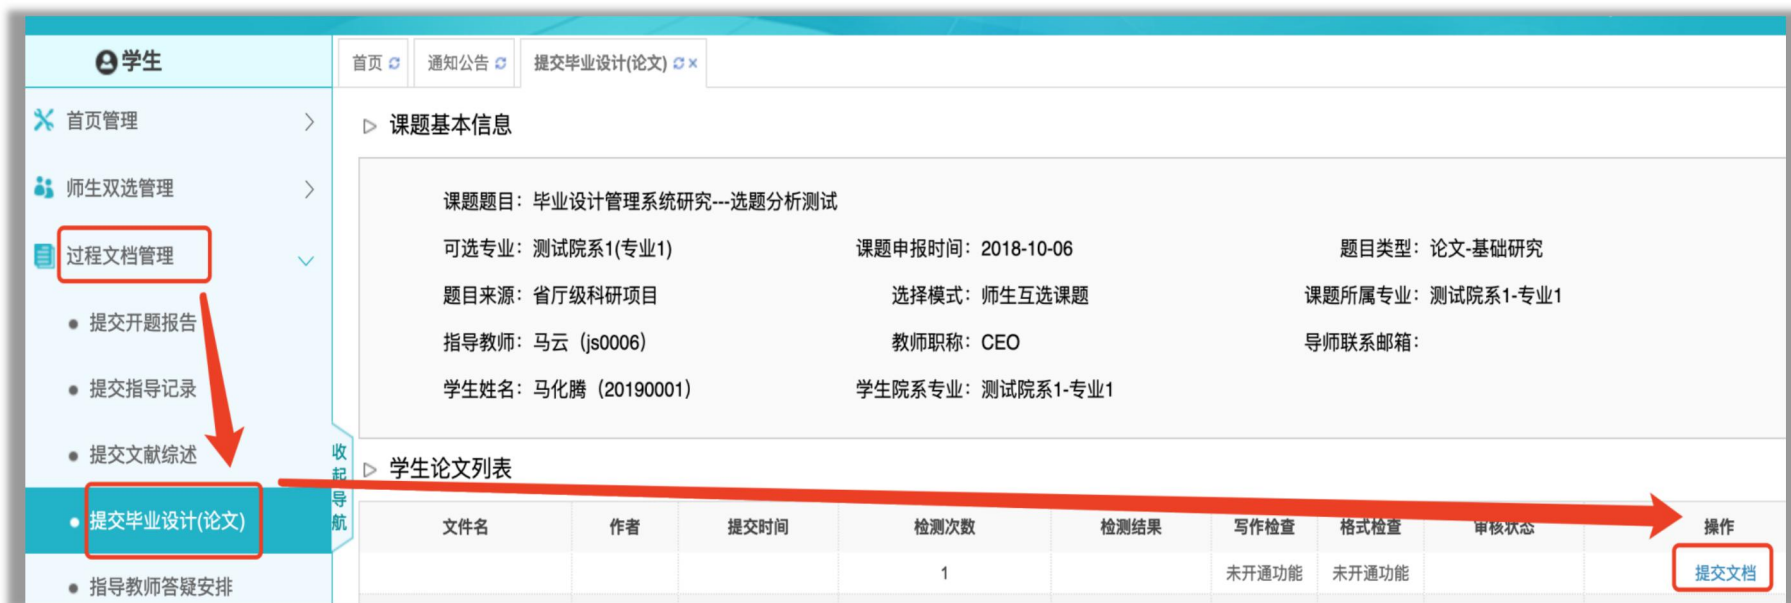 学生
首页 通知公告 提交毕业设计(论文) ×
首页管理
师生双选管理
过程文档管理
提交开题报告
提交指导记录
提交文献综述
提交毕业设计(论文)
指导教师答疑安排
收起导航
课题基本信息
课题题目：毕业设计管理系统研究---选题分析测试
可选专业：测试院系1(专业1) 课题申报时间：2018-10-06 题目类型：论文-基础研究
题目来源：省厅级科研项目 选择模式：师生互选课题 课题所属专业：测试院系1-专业1
指导教师：马云（js0006） 教师职称：CEO 导师联系邮箱：
学生姓名：马化腾（20190001） 学生院系专业：测试院系1-专业1
学生论文列表
文件名 作者 提交时间 检测次数 检测结果 写作检查 格式检查 审核状态 操作
1 未开通功能 未开通功能 提交文档